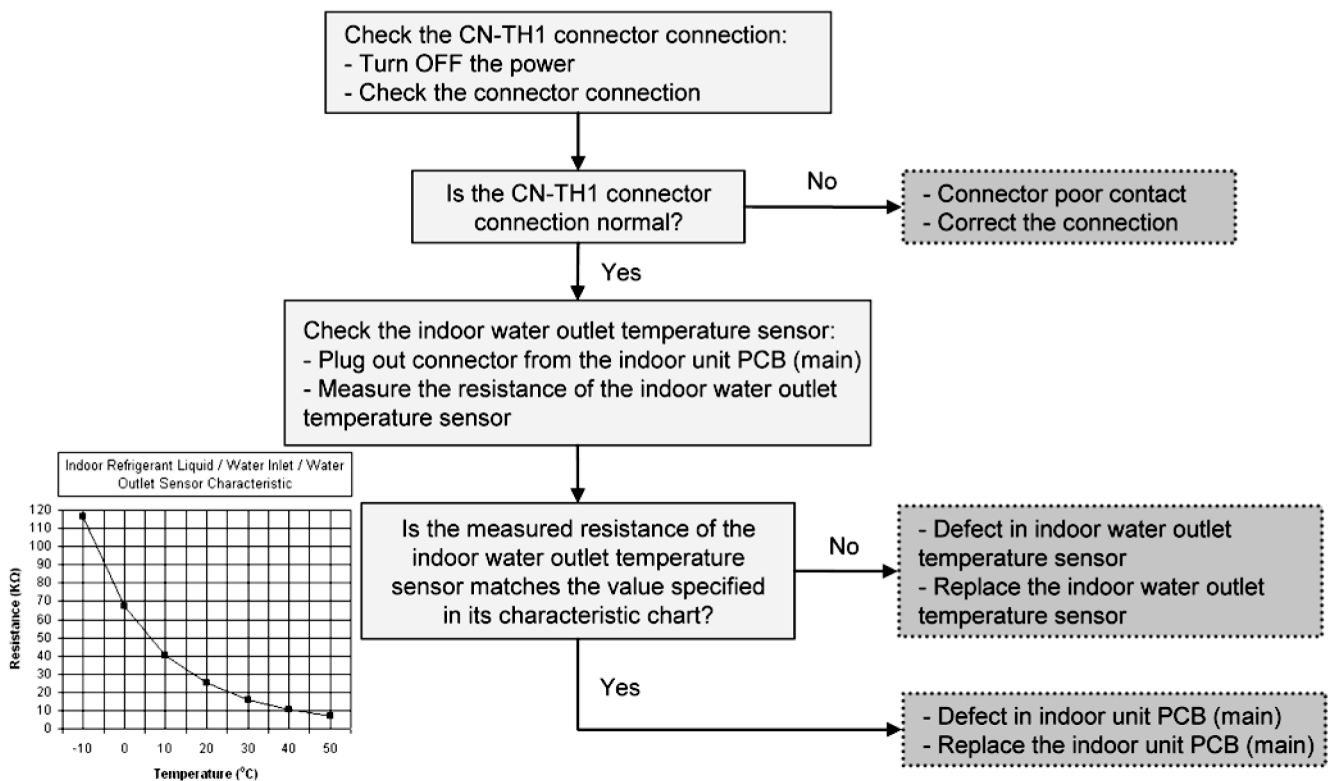 Check the CN-TH1 connector connection:
- Turn OFF the power
- Check the connector connection
Is the CN-TH1 connector
connection normal?
No
- Connector poor contact
- Correct the connection
Yes
Check the indoor water outlet temperature sensor:
- Plug out connector from the indoor unit PCB (main)
- Measure the resistance of the indoor water outlet
temperature sensor
Indoor Refrigerant Liquid / Water Inlet / Water
Outlet Sensor Characteristic
120
110
100
90
80
70
60
50
40
30
20
10
0
Resistance (KΩ)
-10 0 10 20 30 40 50
Temperature (°C)
Is the measured resistance of the
indoor water outlet temperature
sensor matches the value specified
in its characteristic chart?
No
- Defect in indoor water outlet
temperature sensor
- Replace the indoor water outlet
temperature sensor
Yes
- Defect in indoor unit PCB (main)
- Replace the indoor unit PCB (main)